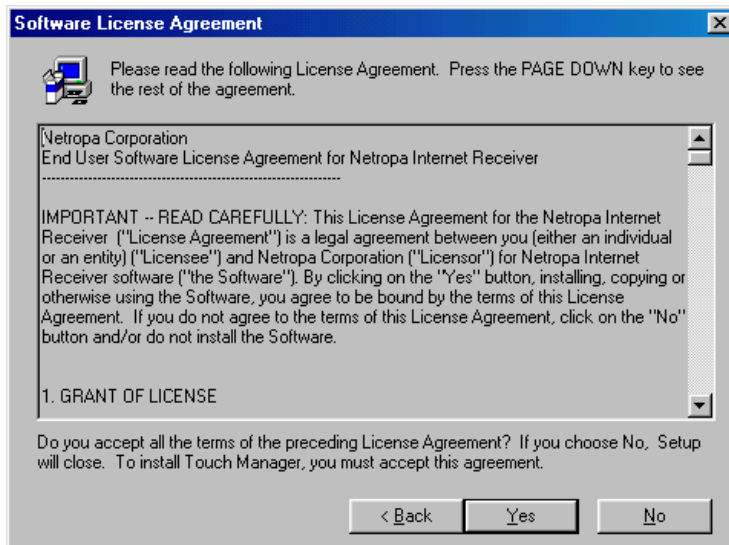 Software License Agreement
Please read the following License Agreement. Press the PAGE DOWN key to see
the rest of the agreement.
Netropa Corporation
End User Software License Agreement for Netropa Internet Receiver
----------------------------------------------------------------
IMPORTANT -- READ CAREFULLY: This License Agreement for the Netropa Internet
Receiver ("License Agreement") is a legal agreement between you (either an individual
or an entity) ("Licensee") and Netropa Corporation ("Licensor") for Netropa Internet
Receiver software ("the Software"). By clicking on the "Yes" button, installing, copying or
otherwise using the Software, you agree to be bound by the terms of this License
Agreement. If you do not agree to the terms of this License Agreement, click on the "No"
button and/or do not install the Software.
1. GRANT OF LICENSE
Do you accept all the terms of the preceding License Agreement? If you choose No, Setup
will close. To install Touch Manager, you must accept this agreement.
< Back
Yes
No